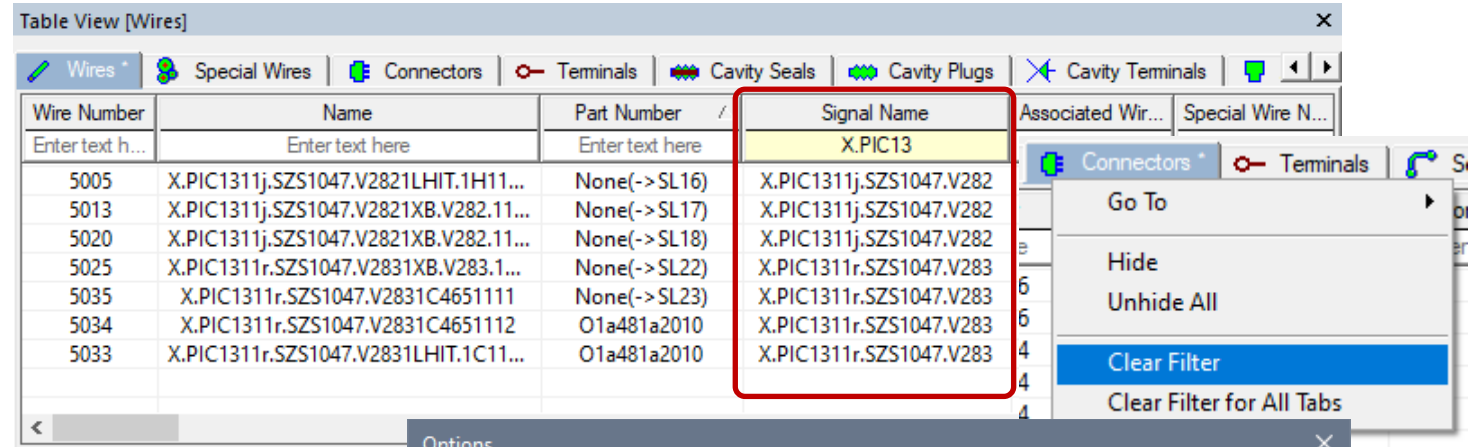 Table View [Wires]
Wires * Special Wires Connectors Terminals Cavity Seals Cavity Plugs Cavity Terminals
Wire Number Name Part Number / Signal Name Associated Wir... Special Wire N...
Enter text h... Enter text here Enter text here X.PIC13
5005 X.PIC1311j.SZS1047.V2821LHIT.1H11... None(->SL16) X.PIC1311j.SZS1047.V282
5013 X.PIC1311j.SZS1047.V2821XB.V282.11... None(->SL17) X.PIC1311j.SZS1047.V282
5020 X.PIC1311j.SZS1047.V2821XB.V282.11... None(->SL18) X.PIC1311j.SZS1047.V282
5025 X.PIC1311r.SZS1047.V2831XB.V283.1... None(->SL22) X.PIC1311r.SZS1047.V283
5035 X.PIC1311r.SZS1047.V2831C4651111 None(->SL23) X.PIC1311r.SZS1047.V283
5034 X.PIC1311r.SZS1047.V2831C4651112 O1a481a2010 X.PIC1311r.SZS1047.V283
5033 X.PIC1311r.SZS1047.V2831LHIT.1C11... O1a481a2010 X.PIC1311r.SZS1047.V283
Connectors * Terminals
Go To
Hide
Unhide All
Clear Filter
Clear Filter for All Tabs
Options